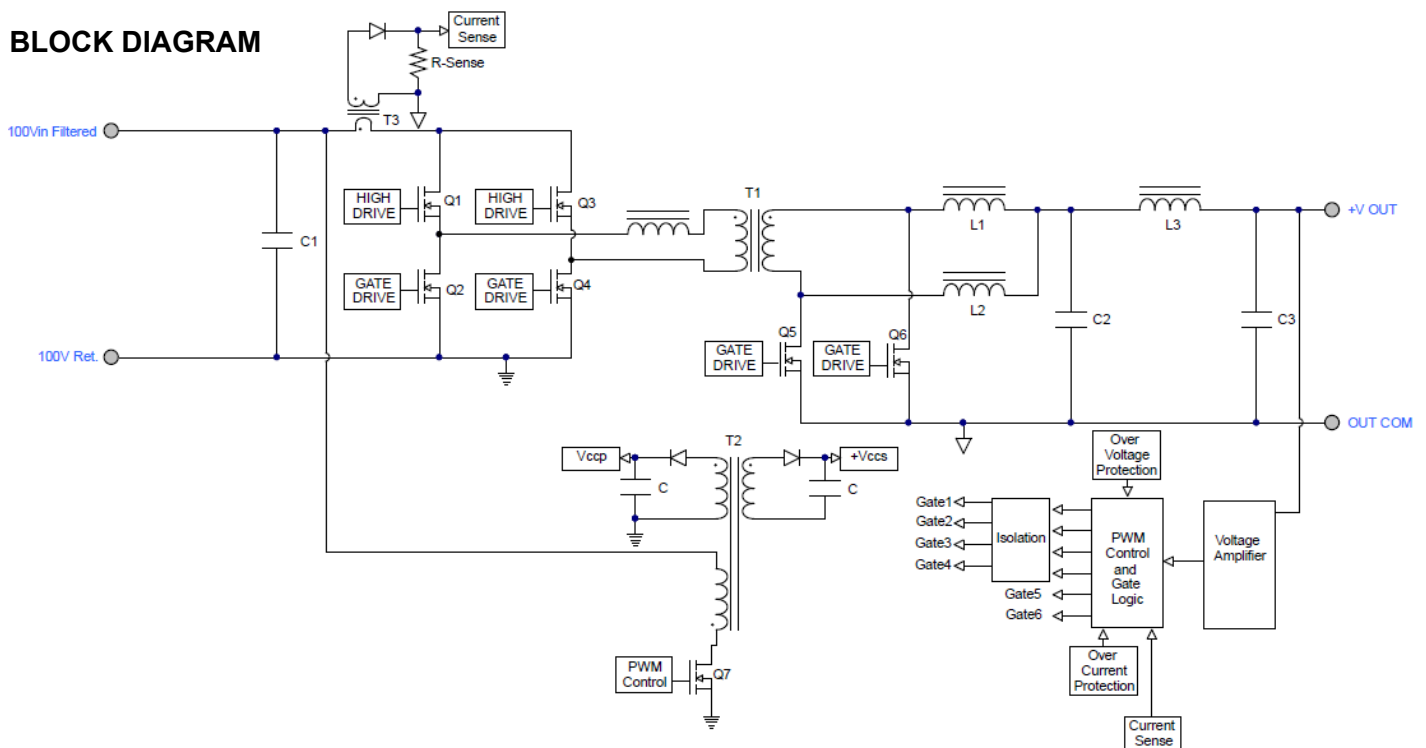 BLOCK DIAGRAM
Current
Sense
R-Sense
T3
100Vin Filtered
HIGH
DRIVE
Q1
HIGH
DRIVE
Q3
T1
L1
L3
+V OUT
C1
GATE
DRIVE
Q2
GATE
DRIVE
Q4
L2
C2
C3
100V Ret.
GATE
DRIVE
Q5
GATE
DRIVE
Q6
OUT COM
T2
Vccp
C
+Vccs
C
Over
Voltage
Protection
Gate1
Gate2
Gate3
Gate4
Isolation
PWM
Control
and
Gate
Logic
Voltage
Amplifier
Gate5
Gate6
PWM
Control
Q7
Over
Current
Protection
Current
Sense